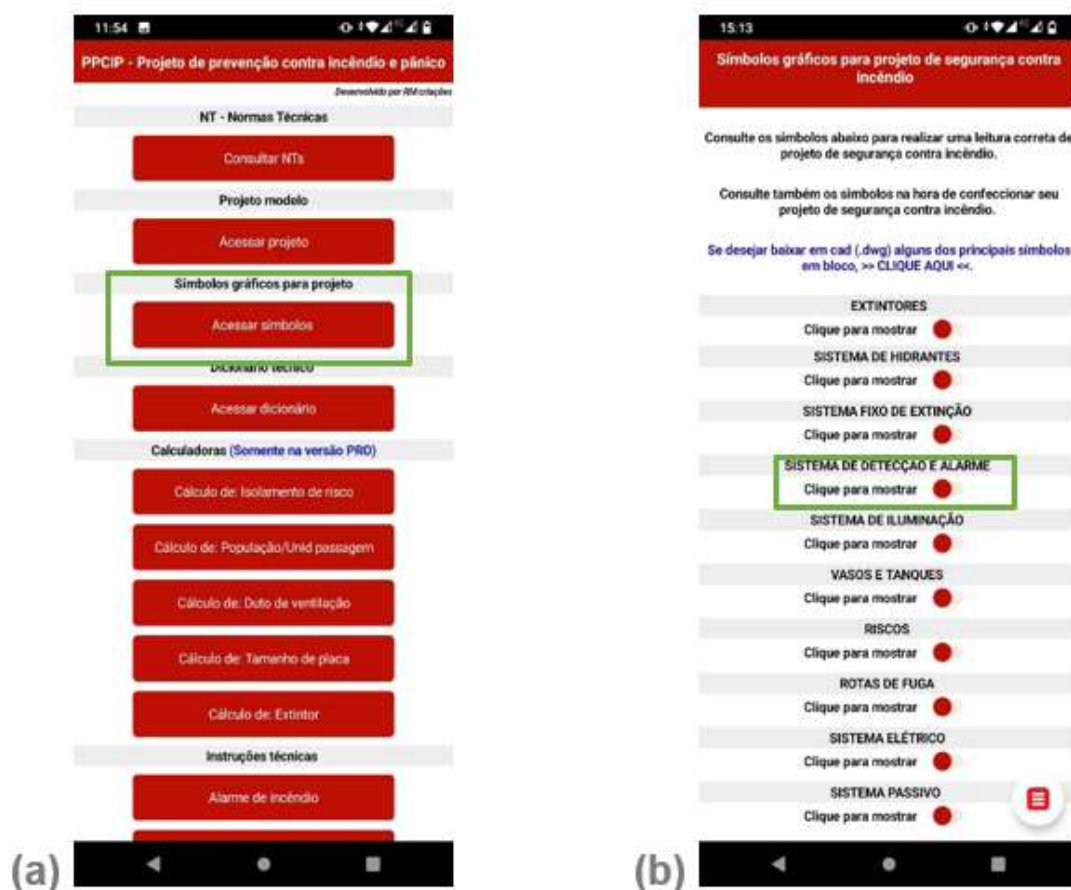 11:54
PPCIP - Projeto de prevenção contra incêndio e pânico
Desenvolvido por RM criações
NT - Normas Técnicas
Consultar NTs
Projeto modelo
Acessar projeto
Símbolos gráficos para projeto
Acessar símbolos
Dicionário técnico
Acessar dicionário
Calculadoras (Somente na versão PRO)
Cálculo de: Isolamento de risco
Cálculo de: População/Unid passagem
Cálculo de: Duto de ventilação
Cálculo de: Tamanho de placa
Cálculo de: Extintor
Instruções técnicas
Alarme de incêndio
(a)
15:13
Símbolos gráficos para projeto de segurança contra
incêndio
Consulte os símbolos abaixo para realizar uma leitura correta de
projeto de segurança contra incêndio.
Consulte também os símbolos na hora de confeccionar seu
projeto de segurança contra incêndio.
Se desejar baixar em cad (.dwg) alguns dos principais símbolos
em bloco, >> CLIQUE AQUI <<.
EXTINTORES
Clique para mostrar
SISTEMA DE HIDRANTES
Clique para mostrar
SISTEMA FIXO DE EXTINÇÃO
Clique para mostrar
SISTEMA DE DETECÇÃO E ALARME
Clique para mostrar
SISTEMA DE ILUMINAÇÃO
Clique para mostrar
VASOS E TANQUES
Clique para mostrar
RISCOS
Clique para mostrar
ROTAS DE FUGA
Clique para mostrar
SISTEMA ELÉTRICO
Clique para mostrar
SISTEMA PASSIVO
Clique para mostrar
(b)